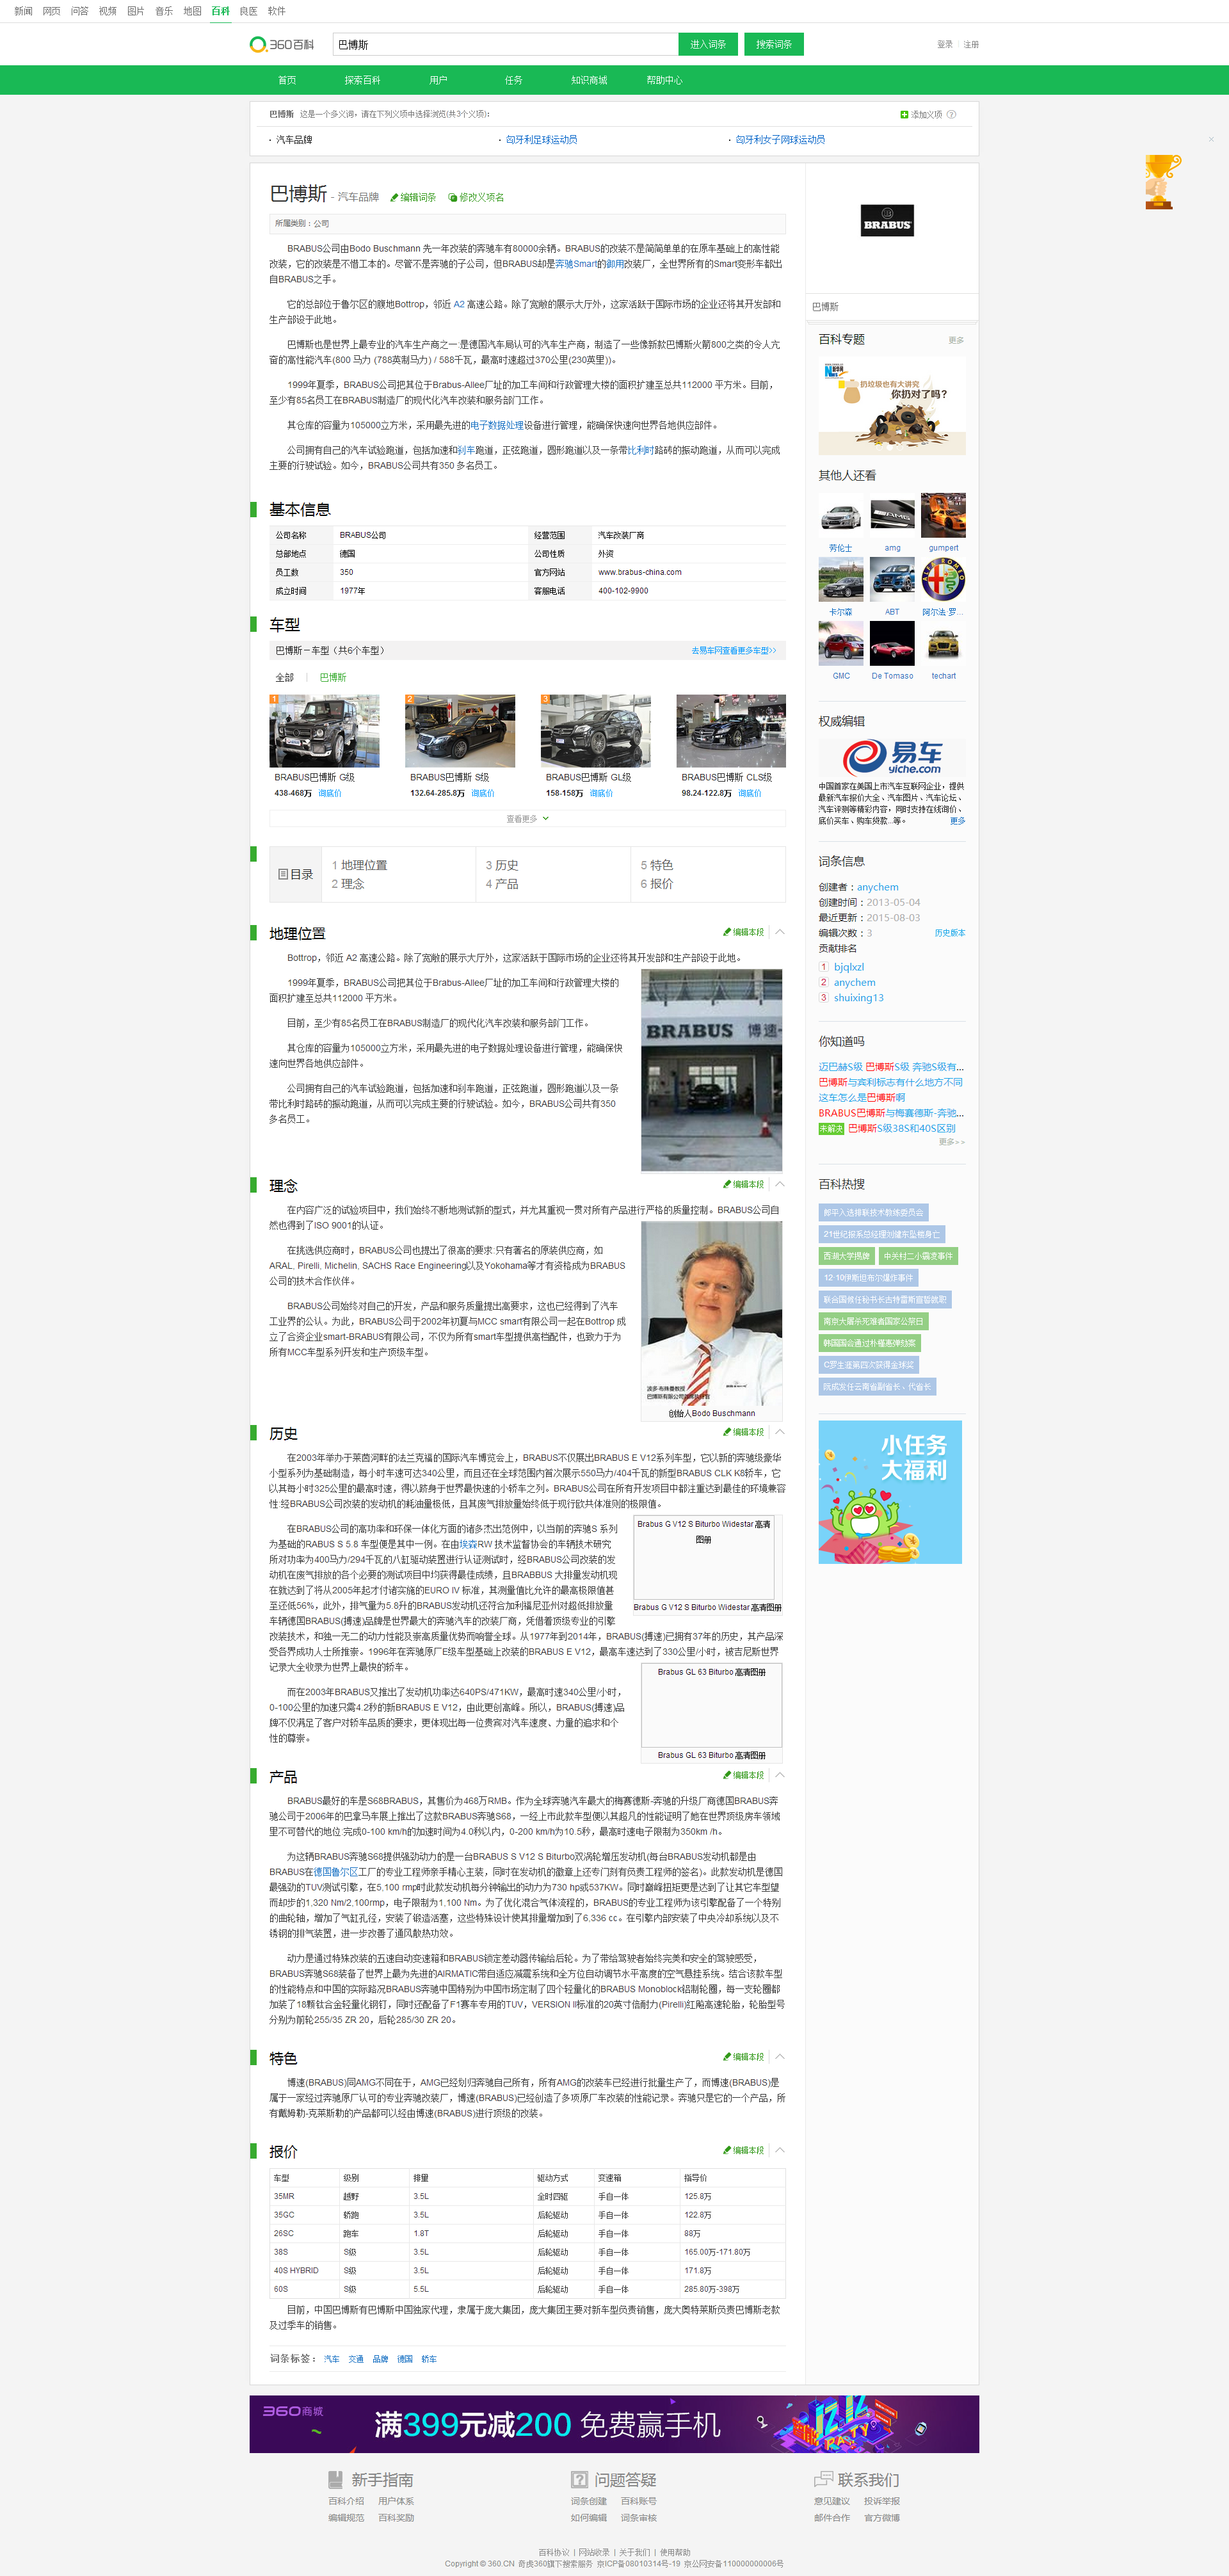 新闻 网页 问答 视频 图片 音乐 地图 百科 良医 软件
360百科
巴博斯
进入词条 搜索词条
登录 注册
首页 探索百科 用户 任务 知识商城 帮助中心
巴博斯 这是一个多义词,请在下列义项中选择浏览(共3个义项):
添加义项
· 汽车品牌 · 匈牙利足球运动员 · 匈牙利女子网球运动员
巴博斯 - 汽车品牌 编辑词条 修改义项名
所属类别 : 公司
BRABUS公司由Bodo Buschmann 先一年改装的奔驰车有80000余辆。BRABUS的改装不是简简单单的在原车基础上的高性能
改装,它的改装是不惜工本的。尽管不是奔驰的子公司,但BRABUS却是奔驰Smart的御用改装厂,全世界所有的Smart变形车都出
自BRABUS之手。
它的总部位于鲁尔区的腹地Bottrop,邻近 A2 高速公路。除了宽敞的展示大厅外,这家活跃于国际市场的企业还将其开发部和
生产部设于此地。
巴博斯也是世界上最专业的汽车生产商之一:是德国汽车局认可的汽车生产商,制造了一些像新款巴博斯火箭800之类的令人亢
奋的高性能汽车(800 马力 (788英制马力) / 588千瓦,最高时速超过370公里(230英里))。
1999年夏季,BRABUS公司把其位于Brabus-Allee厂址的加工车间和行政管理大楼的面积扩建至总共112000 平方米。目前,
至少有85名员工在BRABUS制造厂的现代化汽车改装和服务部门工作。
其仓库的容量为105000立方米,采用最先进的电子数据处理设备进行管理,能确保快速向世界各地供应部件。
公司拥有自己的汽车试验跑道,包括加速和刹车跑道,正弦跑道,圆形跑道以及一条带比利时路砖的振动跑道,从而可以完成
主要的行驶试验。如今,BRABUS公司共有350 多名员工。
基本信息
公司名称 BRABUS公司 经营范围 汽车改装厂商
总部地点 德国 公司性质 外资
员工数 350 官方网站 www.brabus-china.com
成立时间 1977年 客服电话 400-102-9900
车型
巴博斯－车型（共6个车型） 去易车网查看更多车型>>
全部 巴博斯
1 2 3
BRABUS巴博斯 G级 BRABUS巴博斯 S级 BRABUS巴博斯 GL级 BRABUS巴博斯 CLS级
438-468万 询底价 132.64-285.8万 询底价 158-158万 询底价 98.24-122.8万 询底价
查看更多
目录
1 地理位置 3 历史 5 特色
2 理念 4 产品 6 报价
地理位置 编辑本段
Bottrop,邻近 A2 高速公路。除了宽敞的展示大厅外,这家活跃于国际市场的企业还将其开发部和生产部设于此地。
1999年夏季,BRABUS公司把其位于Brabus-Allee厂址的加工车间和行政管理大楼的
面积扩建至总共112000 平方米。
目前,至少有85名员工在BRABUS制造厂的现代化汽车改装和服务部门工作。
其仓库的容量为105000立方米,采用最先进的电子数据处理设备进行管理,能确保快
速向世界各地供应部件。
公司拥有自己的汽车试验跑道,包括加速和刹车跑道,正弦跑道,圆形跑道以及一条
带比利时路砖的振动跑道,从而可以完成主要的行驶试验。如今,BRABUS公司共有350
多名员工。
BRABUS 博速
理念 编辑本段
在内容广泛的试验项目中,我们始终不断地测试新的型式,并尤其重视一贯对所有产品进行严格的质量控制。BRABUS公司自
然也得到了ISO 9001的认证。
在挑选供应商时,BRABUS公司也提出了很高的要求:只有著名的原装供应商,如
ARAL, Pirelli, Michelin, SACHS Race Engineering以及Yokohama等才有资格成为BRABUS
公司的技术合作伙伴。
BRABUS公司始终对自己的开发,产品和服务质量提出高要求,这也已经得到了汽车
工业界的公认。为此,BRABUS公司于2002年初夏与MCC smart有限公司一起在Bottrop 成
立了合资企业smart-BRABUS有限公司,不仅为所有smart车型提供高档配件,也致力于为
所有MCC车型系列开发和生产顶级车型。
创始人Bodo Buschmann
历史 编辑本段
在2003年举办于莱茵河畔的法兰克福的国际汽车博览会上,BRABUS不仅展出BRABUS E V12系列车型,它以新的奔驰级豪华
小型系列为基础制造,每小时车速可达340公里,而且还在全球范围内首次展示550马力/404千瓦的新型BRABUS CLK K8轿车,它
以其每小时325公里的最高时速,得以跻身于世界最快速的小轿车之列。BRABUS公司在所有开发项目中都注重达到最佳的环境兼容
性:经BRABUS公司改装的发动机的耗油量极低,且其废气排放量始终低于现行欧共体准则的极限值。
在BRABUS公司的高功率和环保一体化方面的诸多杰出范例中,以当前的奔驰S 系列
为基础的RABUS S 5.8 车型便是其中一例。在由埃森RW 技术监督协会的车辆技术研究
所对功率为400马力/294千瓦的八缸驱动装置进行认证测试时,经BRABUS公司改装的发
动机在废气排放的各个必要的测试项目中均获得最佳成绩,且BRABBUS 大排量发动机现
在就达到了将从2005年起才付诸实施的EURO IV 标准,其测量值比允许的最高极限值甚
至还低56%,此外,排气量为5.8升的BRABUS发动机还符合加利福尼亚州对超低排放量
车辆德国BRABUS(搏速)品牌是世界最大的奔驰汽车的改装厂商,凭借着顶级专业的引擎
改装技术,和独一无二的动力性能及崇高质量优势而响誉全球。从1977年到2014年,BRABUS(搏速)已拥有37年的历史,其产品深
受各界成功人士所推崇。1996年在奔驰原厂E级车型基础上改装的BRABUS E V12,最高车速达到了330公里/小时,被吉尼斯世界
记录大全收录为世界上最快的轿车。
Brabus G V12 S Biturbo Widestar 高清
图册
Brabus G V12 S Biturbo Widestar 高清图册
而在2003年BRABUS又推出了发动机功率达640PS/471KW,最高时速340公里/小时,
0-100公里的加速只需4.2秒的新BRABUS E V12,由此更创高峰。所以,BRABUS(搏速)品
牌不仅满足了客户对轿车品质的要求,更体现出每一位贵宾对汽车速度、力量的追求和个
性的尊崇。
Brabus GL 63 Biturbo 高清图册
Brabus GL 63 Biturbo 高清图册
产品 编辑本段
BRABUS最好的车是S68BRABUS,其售价为468万RMB。作为全球奔驰汽车最大的梅赛德斯-奔驰的升级厂商德国BRABUS奔
驰公司于2006年的巴拿马车展上推出了这款BRABUS奔驰S68,一经上市此款车型便以其超凡的性能证明了她在世界顶级房车领域
里不可替代的地位:完成0-100 km/h的加速时间为4.0秒以内,0-200 km/h为10.5秒,最高时速电子限制为350km /h。
为这辆BRABUS奔驰S68提供强劲动力的是一台BRABUS S V12 S Biturbo双涡轮增压发动机(每台BRABUS发动机都是由
BRABUS在德国鲁尔区工厂的专业工程师亲手精心主装,同时在发动机的徽章上还专门刻有负责工程师的签名)。此款发动机是德国
最强劲的TUV测试引擎,在5,100 rmp时此款发动机每分钟输出的动力为730 hp或537KW。同时巅峰扭矩更是达到了让其它车型望
而却步的1,320 Nm/2,100rmp,电子限制为1,100 Nm。为了优化混合气体流程的,BRABUS的专业工程师为该引擎配备了一个特别
的曲轮轴,增加了气缸孔径,安装了锻造活塞,这些特殊设计使其排量增加到了6,336 cc。在引擎内部安装了中央冷却系统以及不
锈钢的排气装置,进一步改善了通风散热功效。
动力是通过特殊改装的五速自动变速箱和BRABUS锁定差动器传输给后轮。为了带给驾驶者始终完美和安全的驾驶感受,
BRABUS奔驰S68装备了世界上最为先进的AIRMATIC带自适应减震系统和全方位自动调节水平高度的空气悬挂系统。结合该款车型
的性能特点和中国的实际路况BRABUS奔驰中国特别为中国市场定制了四个轻量化的BRABUS Monoblock铝制轮圈,每一支轮圈都
加装了18颗钛合金轻量化钢钉,同时还配备了F1赛车专用的TUV,VERSION II标准的20英寸倍耐力(Pirelli)红飚高速轮胎,轮胎型号
分别为前轮255/35 ZR 20,后轮285/30 ZR 20。
特色 编辑本段
博速(BRABUS)同AMG不同在于,AMG已经划归奔驰自己所有,所有AMG的改装车已经进行批量生产了,而博速(BRABUS)是
属于一家经过奔驰原厂认可的专业奔驰改装厂,博速(BRABUS)已经创造了多项原厂车改装的性能记录。奔驰只是它的一个产品,所
有戴姆勒-克莱斯勒的产品都可以经由博速(BRABUS)进行顶级的改装。
报价 编辑本段
车型 级别 排量 驱动方式 变速箱 指导价
35MR 越野 3.5L 全时四驱 手自一体 125.8万
35GC 轿跑 3.5L 后轮驱动 手自一体 122.8万
26SC 跑车 1.8T 后轮驱动 手自一体 88万
38S S级 3.5L 后轮驱动 手自一体 165.00万-171.80万
40S HYBRID S级 3.5L 后轮驱动 手自一体 171.8万
60S S级 5.5L 后轮驱动 手自一体 285.80万-398万
目前,中国巴博斯有巴博斯中国独家代理,隶属于庞大集团,庞大集团主要对新车型负责销售,庞大奥特莱斯负责巴博斯老款
及过季车的销售。
词条标签: 汽车 交通 品牌 德国 轿车
BRABUS
巴博斯
百科专题 更多
扔垃圾也有大讲究
你扔对了吗?
其他人还看
劳伦士 amg gumpert
卡尔森 ABT 阿尔法·罗...
GMC De Tomaso techart
权威编辑
易车
yiche.com
中国首家在美国上市汽车互联网企业,提供
最新汽车报价大全、汽车图片、汽车论坛、
汽车评测等精彩内容,同时支持在线询价、
底价买车、购车贷款...等。 更多
词条信息
创建者:anychem
创建时间:2013-05-04
最近更新:2015-08-03
编辑次数:3 历史版本
贡献排名
1 bjqlxzl
2 anychem
3 shuixing13
你知道吗
迈巴赫S级 巴博斯S级 奔驰S级有...
巴博斯与宾利标志有什么地方不同
这车怎么是巴博斯啊
BRABUS巴博斯与梅赛德斯-奔驰...
未解决 巴博斯S级38S和40S区别
更多>>
百科热搜
郎平入选排联技术教练委员会
21世纪报系总经理刘健东坠楼身亡
西湖大学揭牌 中关村二小霸凌事件
12·10伊斯坦布尔爆炸事件
联合国候任秘书长古特雷斯宣誓就职
南京大屠杀死难者国家公祭日
韩国国会通过朴槿惠弹劾案
C罗生涯第四次获得金球奖
阮成发任云南省副省长、代省长
小任务
大福利
360商城
满399元减200 免费赢手机
新手指南 问题答疑 联系我们
百科介绍 用户体系 词条创建 百科账号 意见建议 投诉举报
编辑规范 百科奖励 如何编辑 词条审核 邮件合作 官方微博
百科协议 | 网站收录 | 关于我们 | 使用帮助
Copyright © 360.CN 奇虎360旗下搜索服务 京ICP备08010314号-19 京公网安备110000000006号